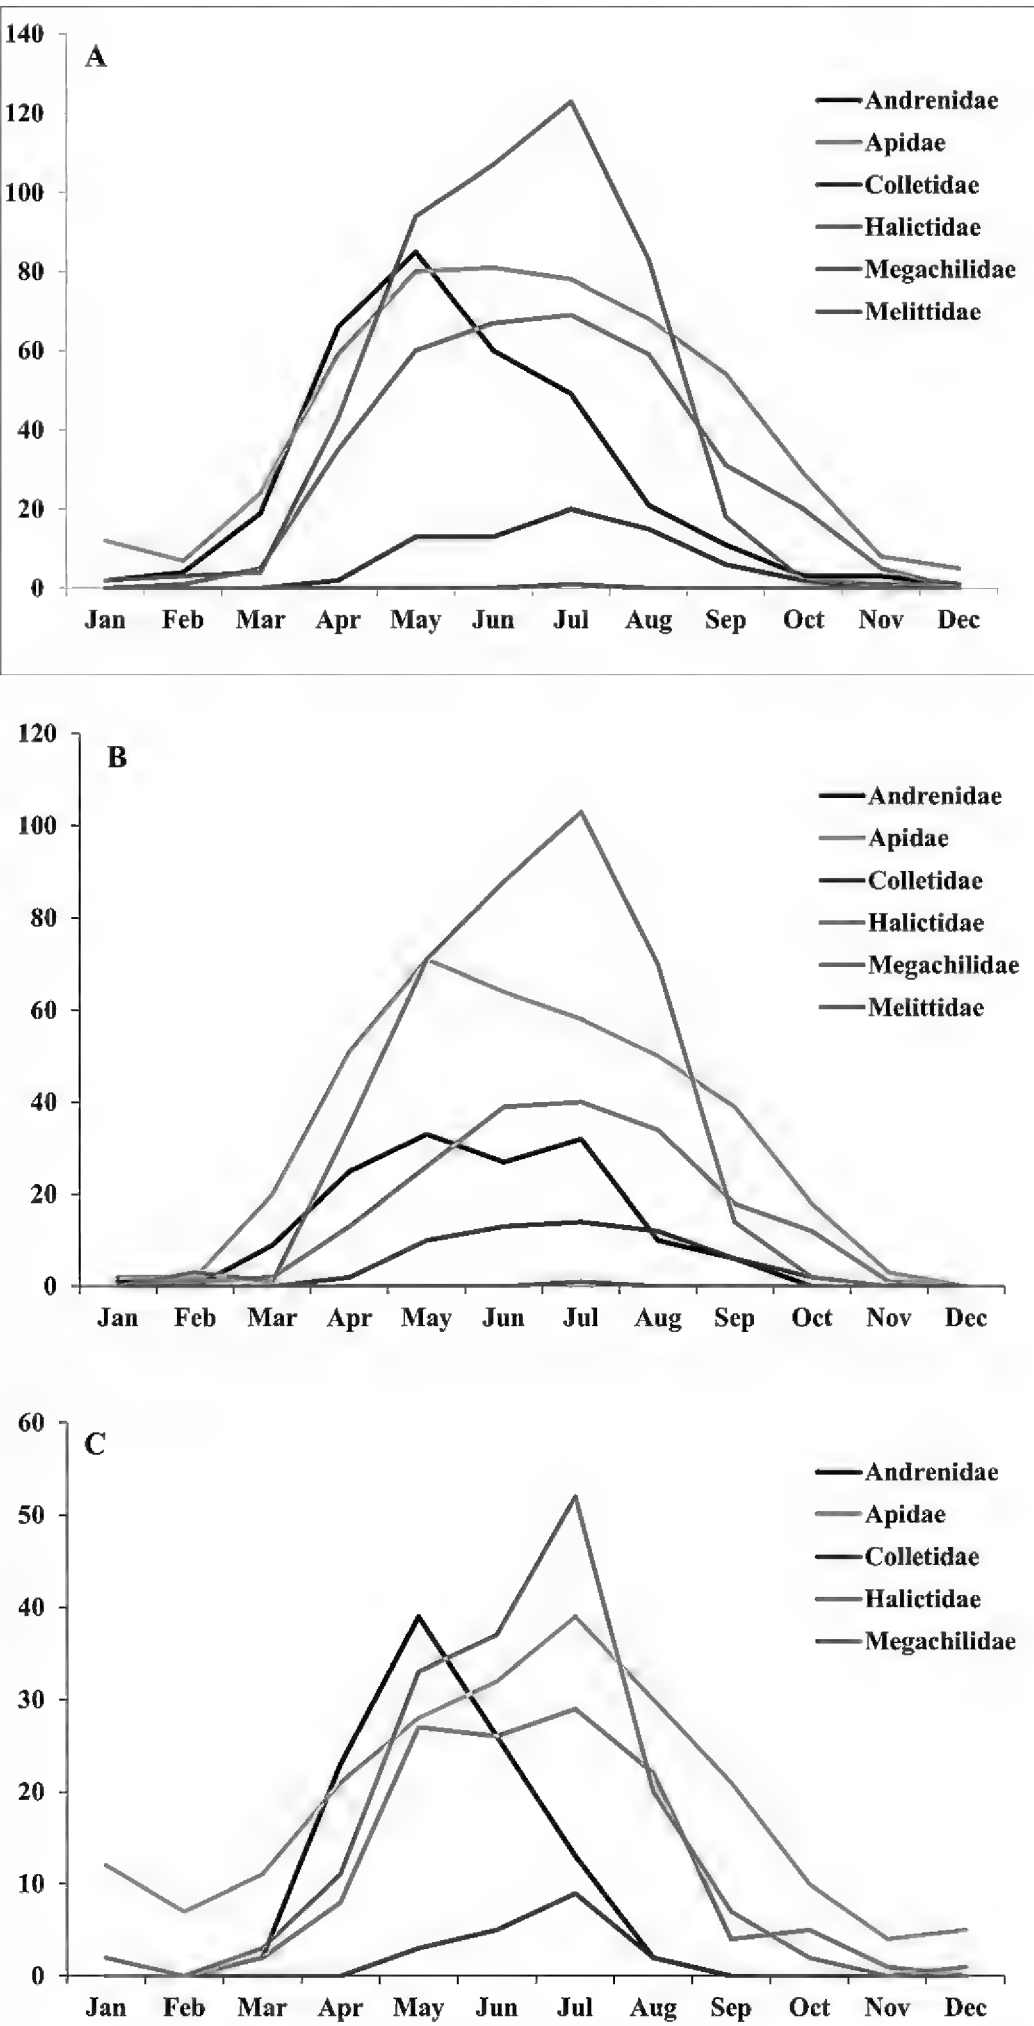 140
A
120
100
80
60
40
20
0
Andrenidae
Apidae
Colletidae
Halictidae
Megachilidae
Melittidae
Jan Feb Mar Apr May Jun Jul Aug Sep Oct Nov Dec
120
B
100
80
60
40
20
0
Andrenidae
Apidae
Colletidae
Halictidae
Megachilidae
Melittidae
Jan Feb Mar Apr May Jun Jul Aug Sep Oct Nov Dec
60
C
50
40
30
20
10
0
Andrenidae
Apidae
Colletidae
Halictidae
Megachilidae
Jan Feb Mar Apr May Jun Jul Aug Sep Oct Nov Dec